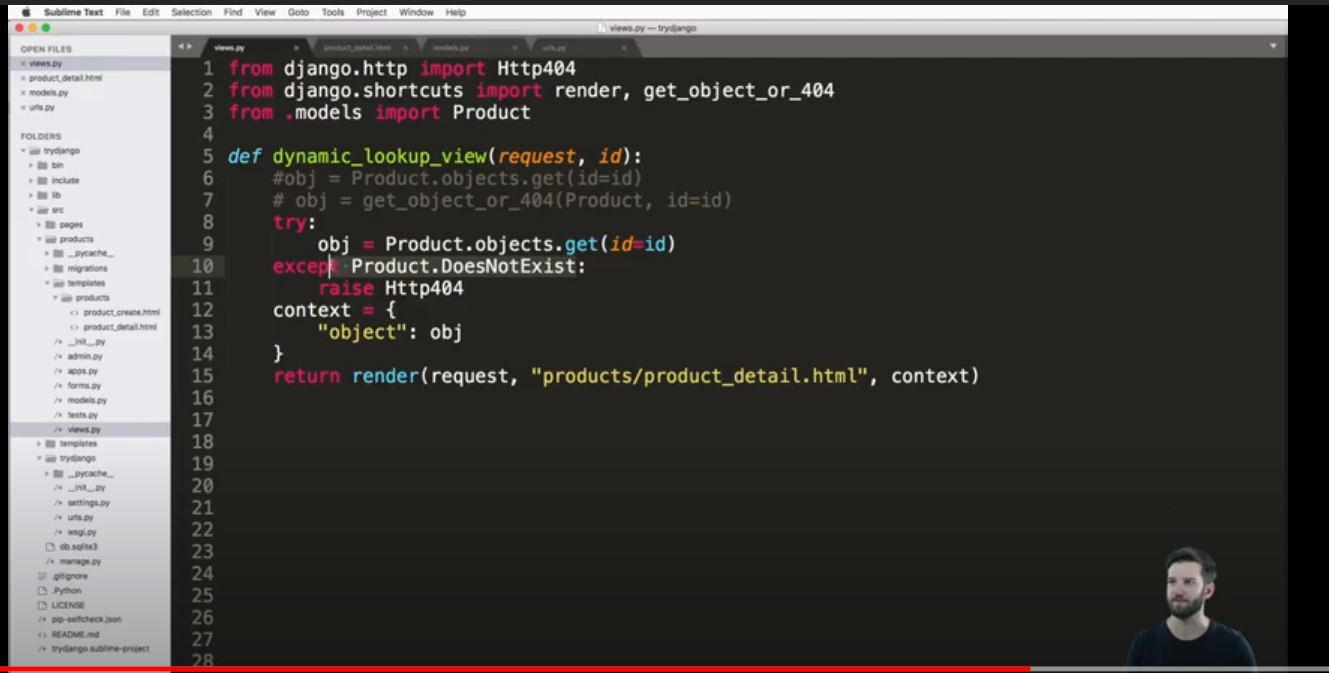 Sublime Text File Edit Selection Find View Goto Tools Project Window Help
views.py — trydjango
OPEN FILES
× views.py
× product_detail.html
× models.py
× urls.py
FOLDERS
trydjango
bin
include
lib
src
pages
products
__pycache__
migrations
templates
products
<> product_create.html
<> product_detail.html
/* __init__.py
/* admin.py
/* apps.py
/* forms.py
/* models.py
/* tests.py
/* views.py
templates
trydjango
__pycache__
/* __init__.py
/* settings.py
/* urls.py
/* wsgi.py
db.sqlite3
/* manage.py
.gitignore
.Python
LICENSE
/* pip-selfcheck.json
<> README.md
/* trydjango.sublime-project
views.py × product_detail.html × models.py × urls.py ×
1 from django.http import Http404
2 from django.shortcuts import render, get_object_or_404
3 from .models import Product
4
5 def dynamic_lookup_view(request, id):
6 #obj = Product.objects.get(id=id)
7 # obj = get_object_or_404(Product, id=id)
8 try:
9 obj = Product.objects.get(id=id)
10 except Product.DoesNotExist:
11 raise Http404
12 context = {
13 "object": obj
14 }
15 return render(request, "products/product_detail.html", context)
16
17
18
19
20
21
22
23
24
25
26
27
28